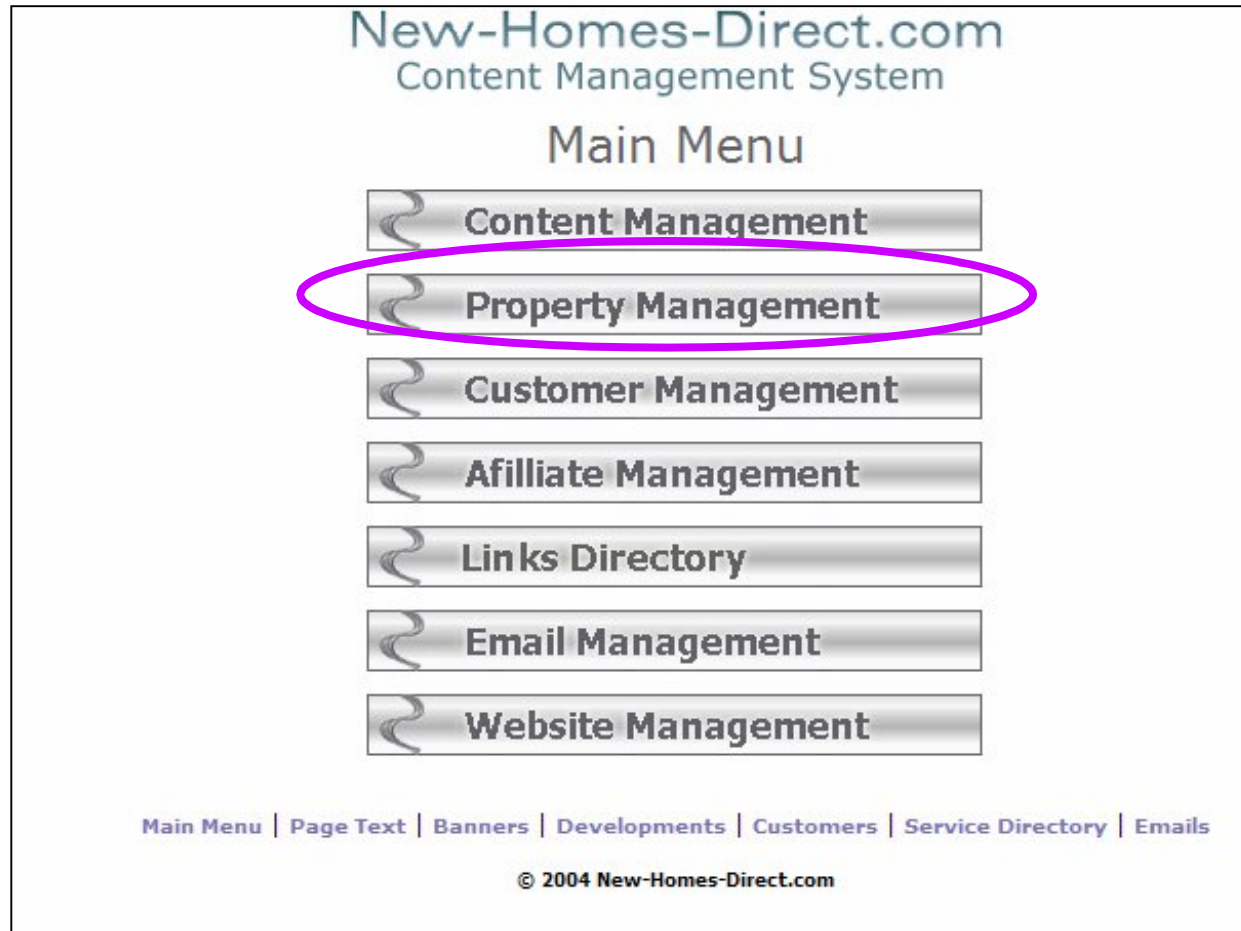 New-Homes-Direct.com
Content Management System
Main Menu
Content Management
Property Management
Customer Management
Afilliate Management
Links Directory
Email Management
Website Management
Main Menu | Page Text | Banners | Developments | Customers | Service Directory | Emails
© 2004 New-Homes-Direct.com